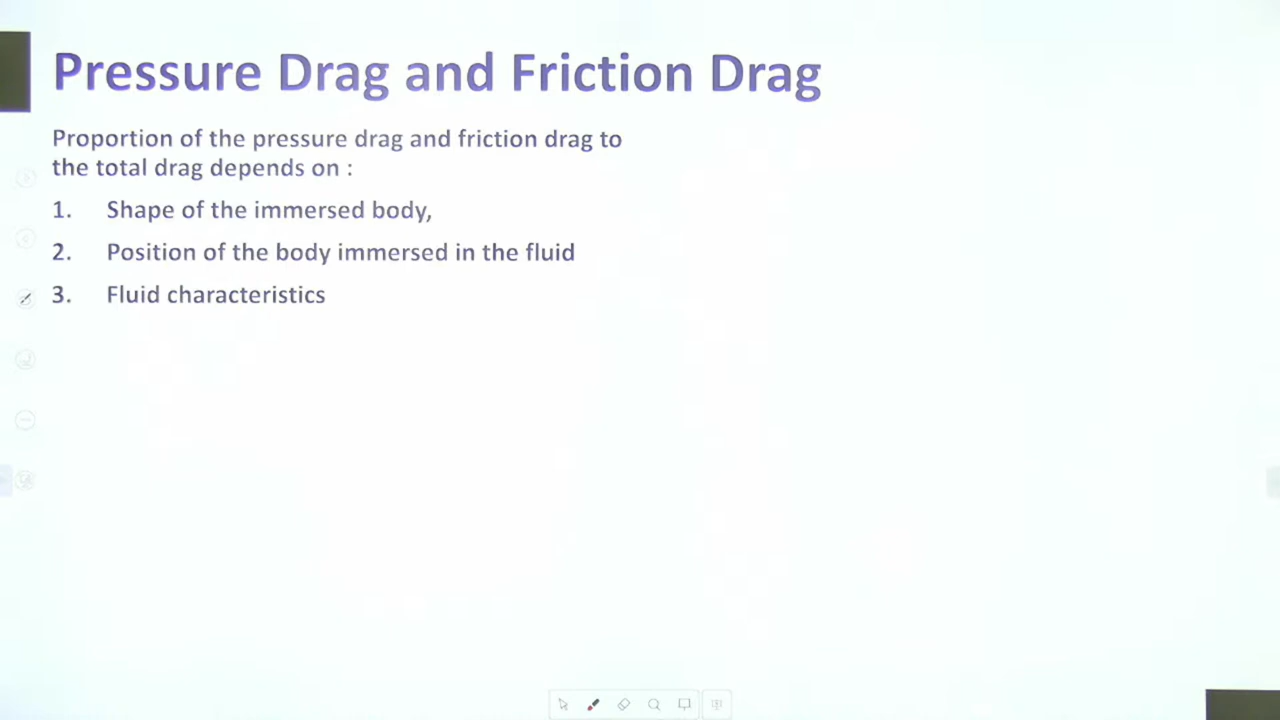 Pressure Drag and Friction Drag
Proportion of the pressure drag and friction drag to
the total drag depends on :
1. Shape of the immersed body,
2. Position of the body immersed in the fluid
3. Fluid characteristics